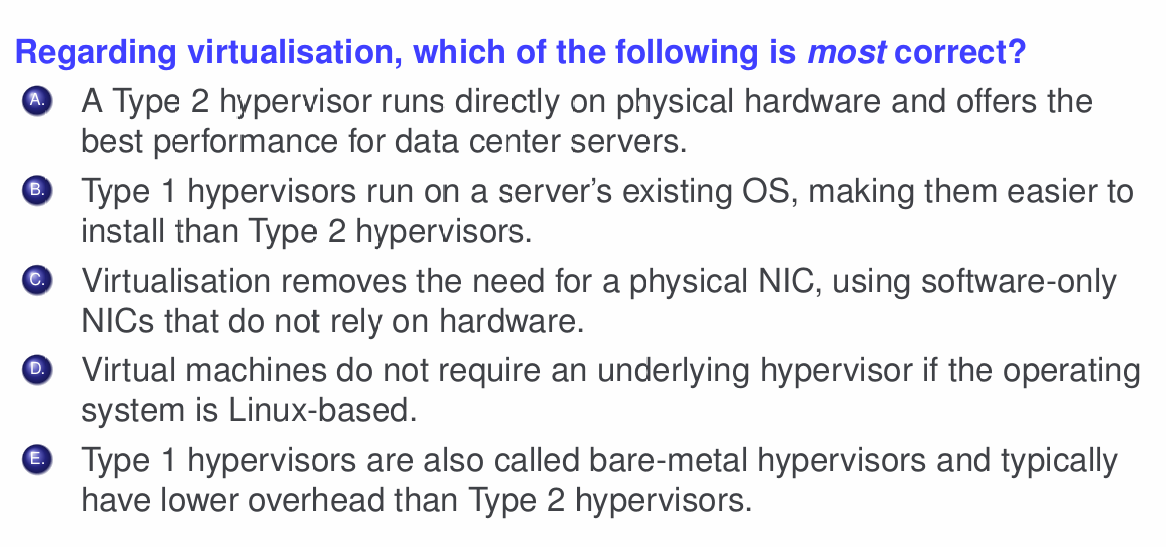 Regarding virtualisation, which of the following is most correct?
A. A Type 2 hypervisor runs directly on physical hardware and offers the
best performance for data center servers.
B. Type 1 hypervisors run on a server's existing OS, making them easier to
install than Type 2 hypervisors.
C. Virtualisation removes the need for a physical NIC, using software-only
NICs that do not rely on hardware.
D. Virtual machines do not require an underlying hypervisor if the operating
system is Linux-based.
E. Type 1 hypervisors are also called bare-metal hypervisors and typically
have lower overhead than Type 2 hypervisors.